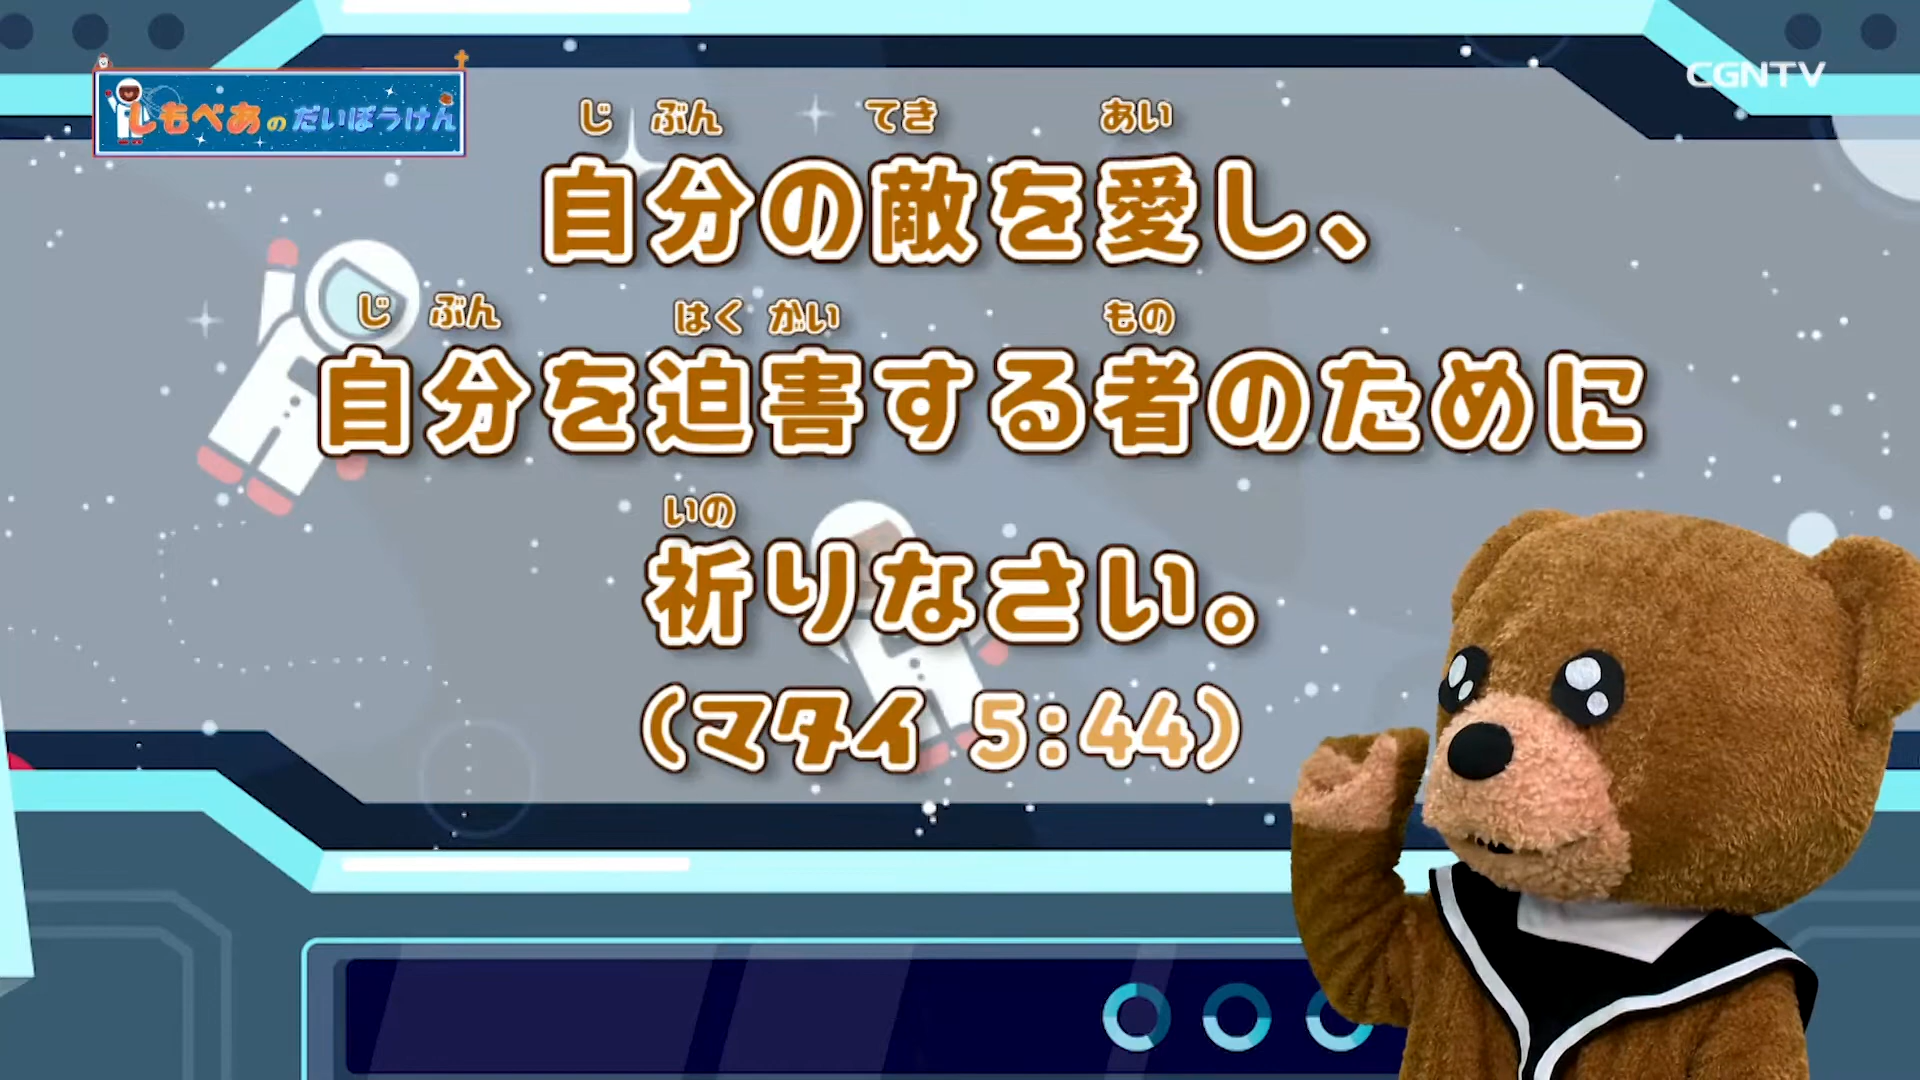 しもべあのだいぼうけん
CGNTV
じ ぶん てき あい
自分の敵を愛し、
じ ぶん はく がい もの
自分を迫害する者のために
いの
祈りなさい。
(マタイ 5:44)